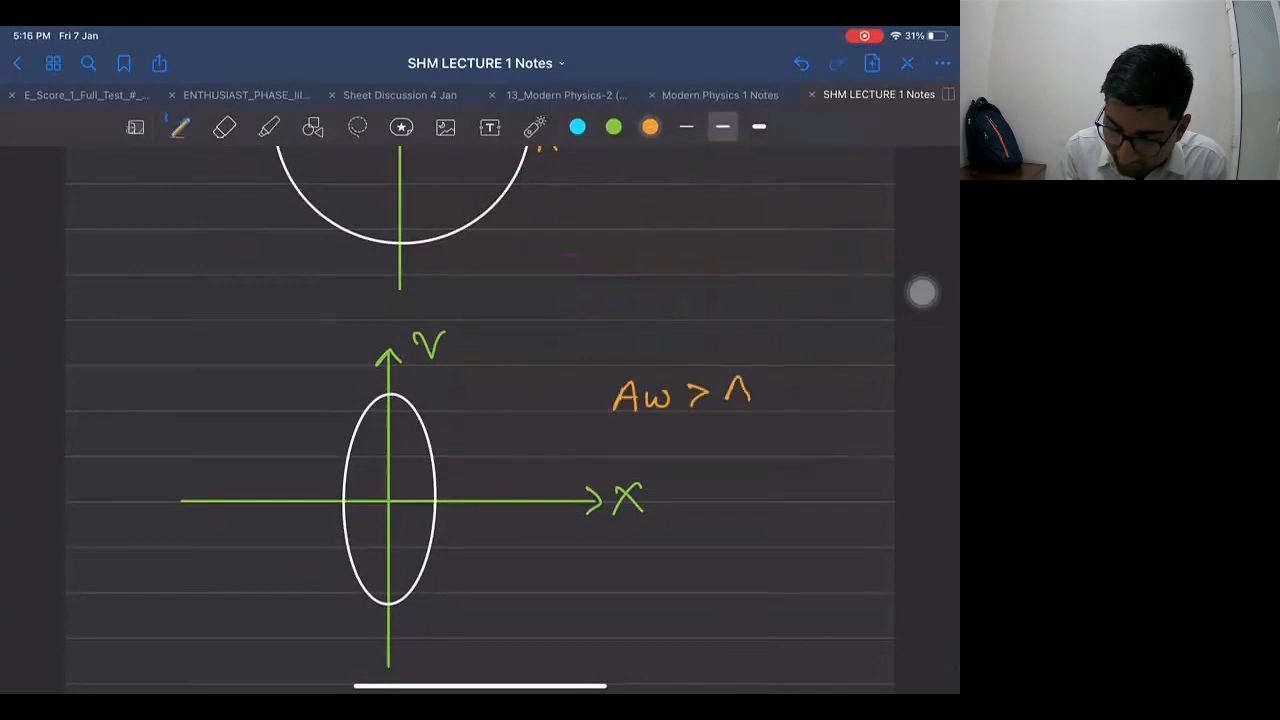 5:16 PM Fri 7 Jan
31%
SHM LECTURE 1 Notes
E_Score_1_Full_Test_#_-...
ENTHUSIAST_PHASE_III...
Sheet Discussion 4 Jan
13_Modern Physics-2 (...
Modern Physics 1 Notes
SHM LECTURE 1 Notes
V
Aw > A
X